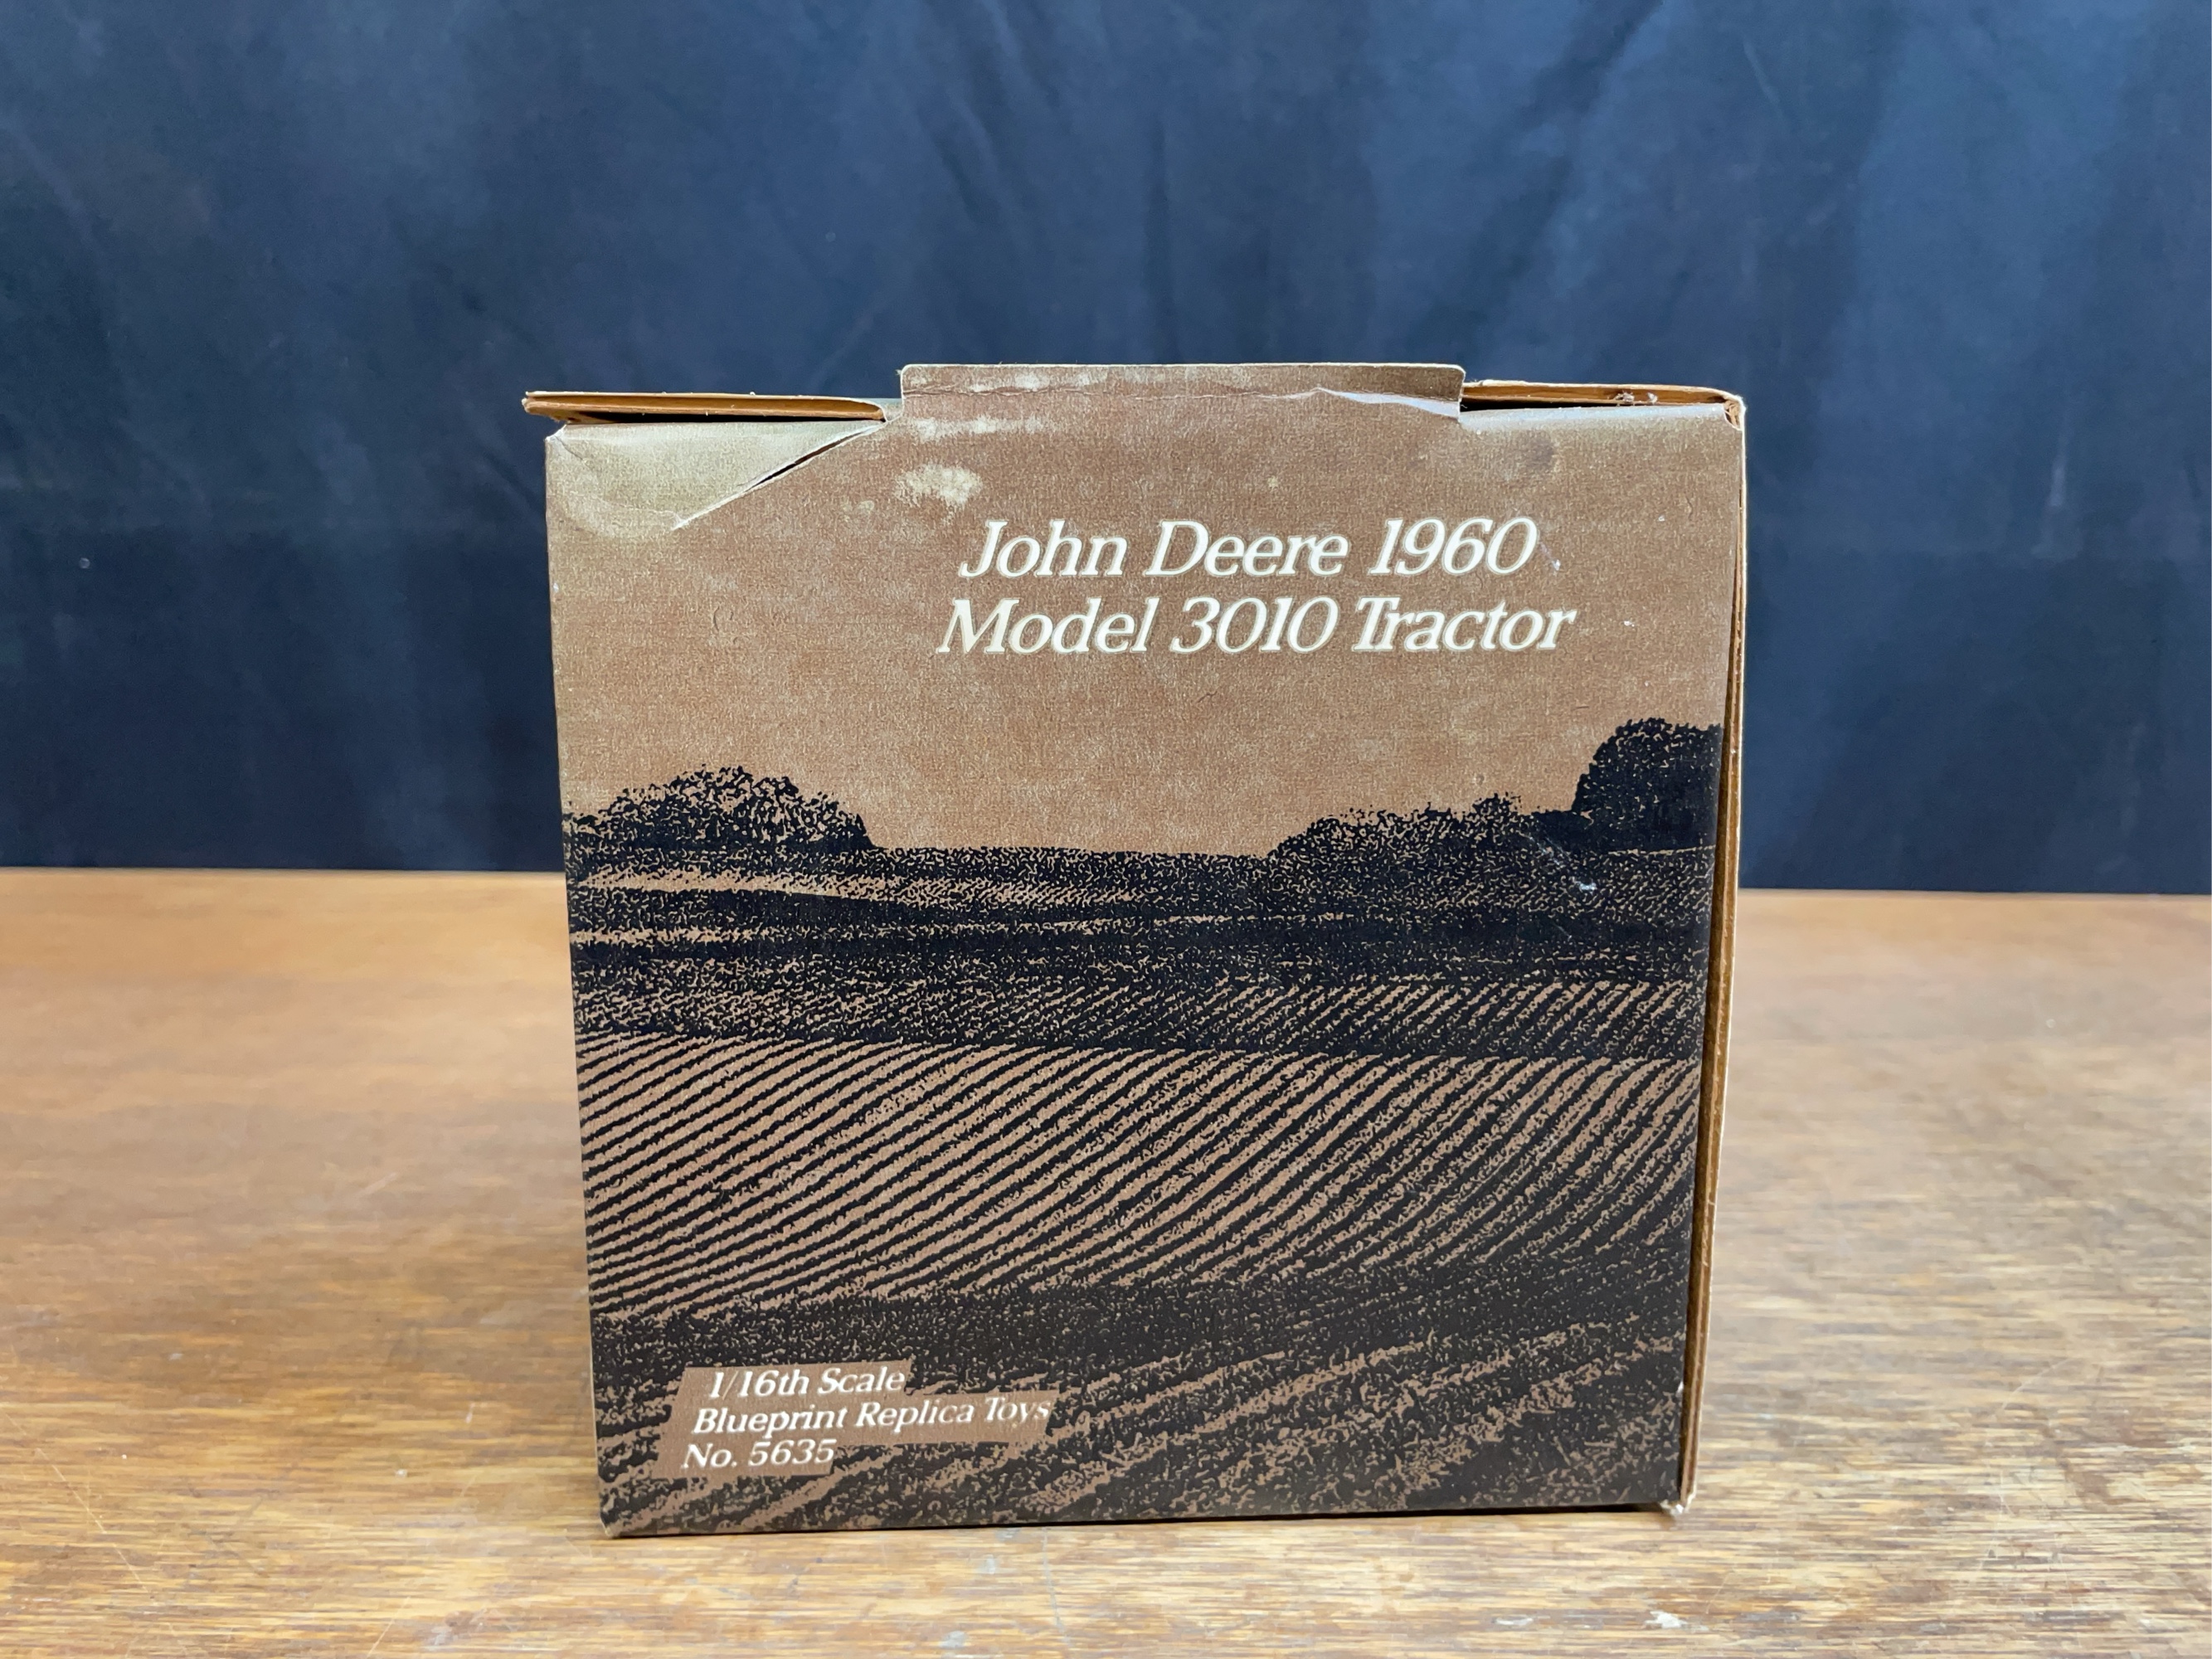 John Deere 1960
Model 3010 Tractor
1/16th Scale
Blueprint Replica Toys
No. 5635